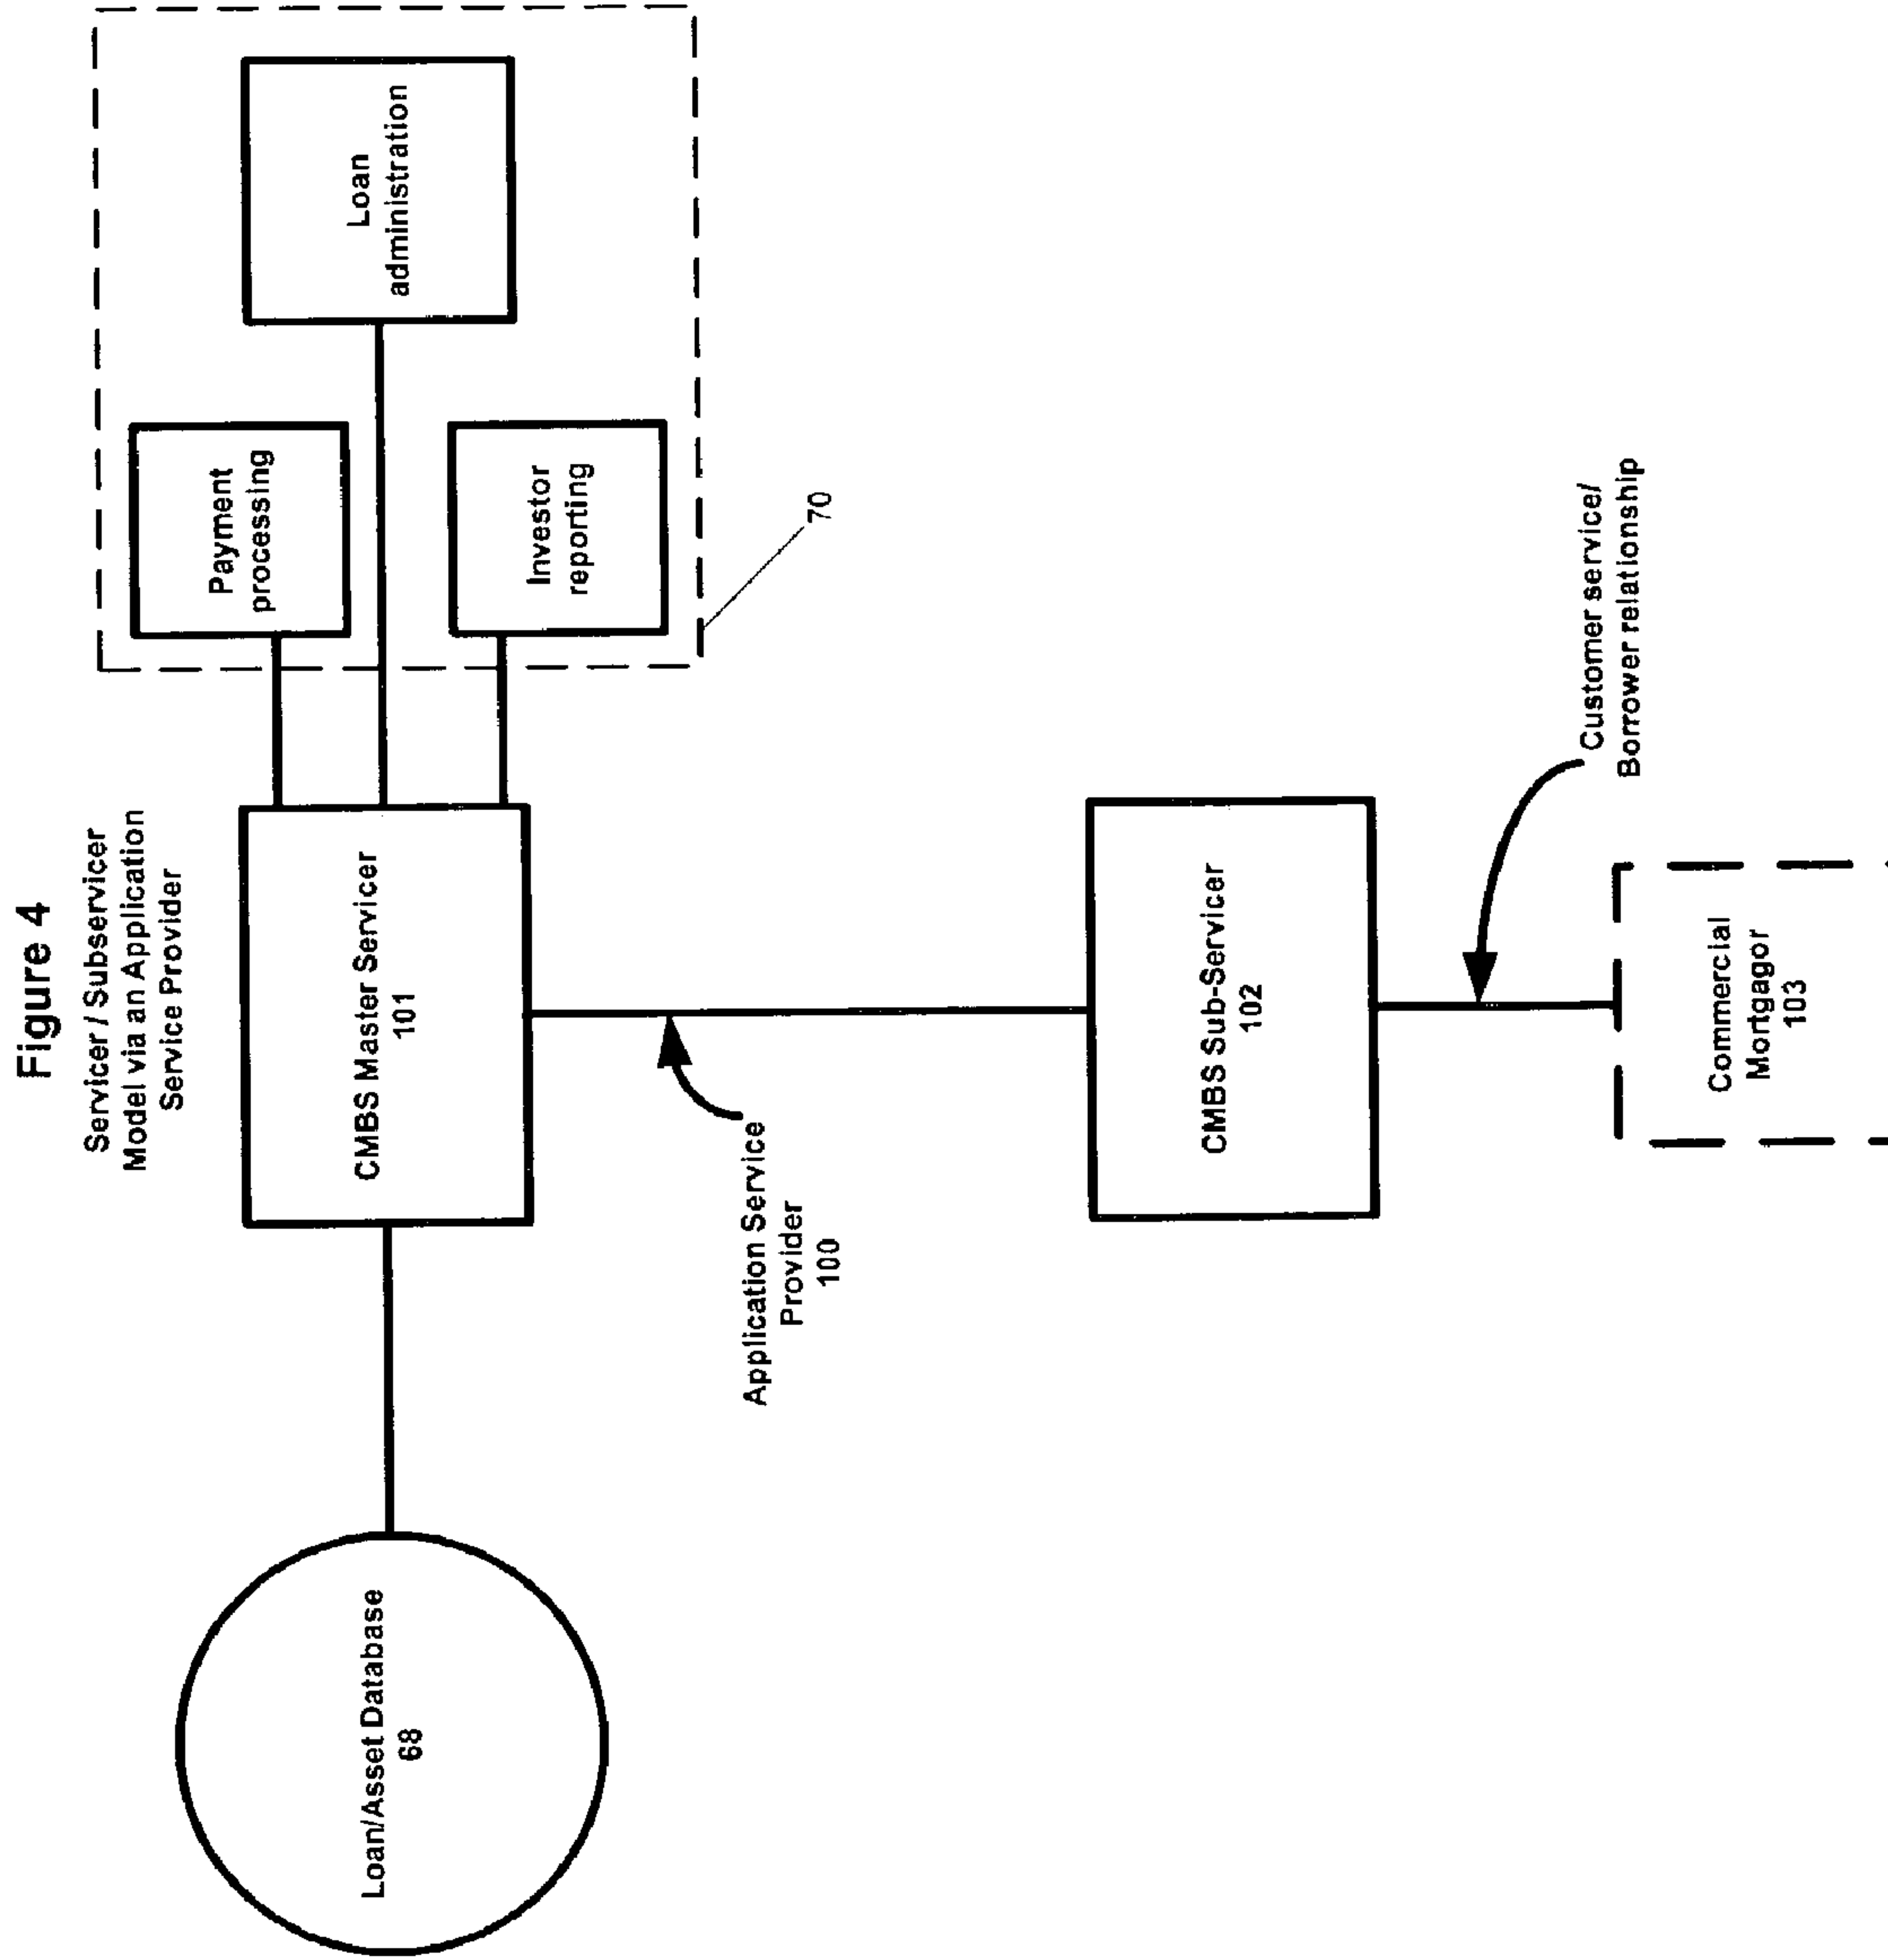 Figure 4
Servicer / Subservicer
Model via an Application
Service Provider
Loan/Asset Database
68
CMBS Master Servicer
101
Payment
processing
Loan
administration
Investor
reporting
70
Application Service
Provider
100
CMBS Sub-Servicer
102
Customer service/
Borrower relationship
Commercial
Mortgagor
103